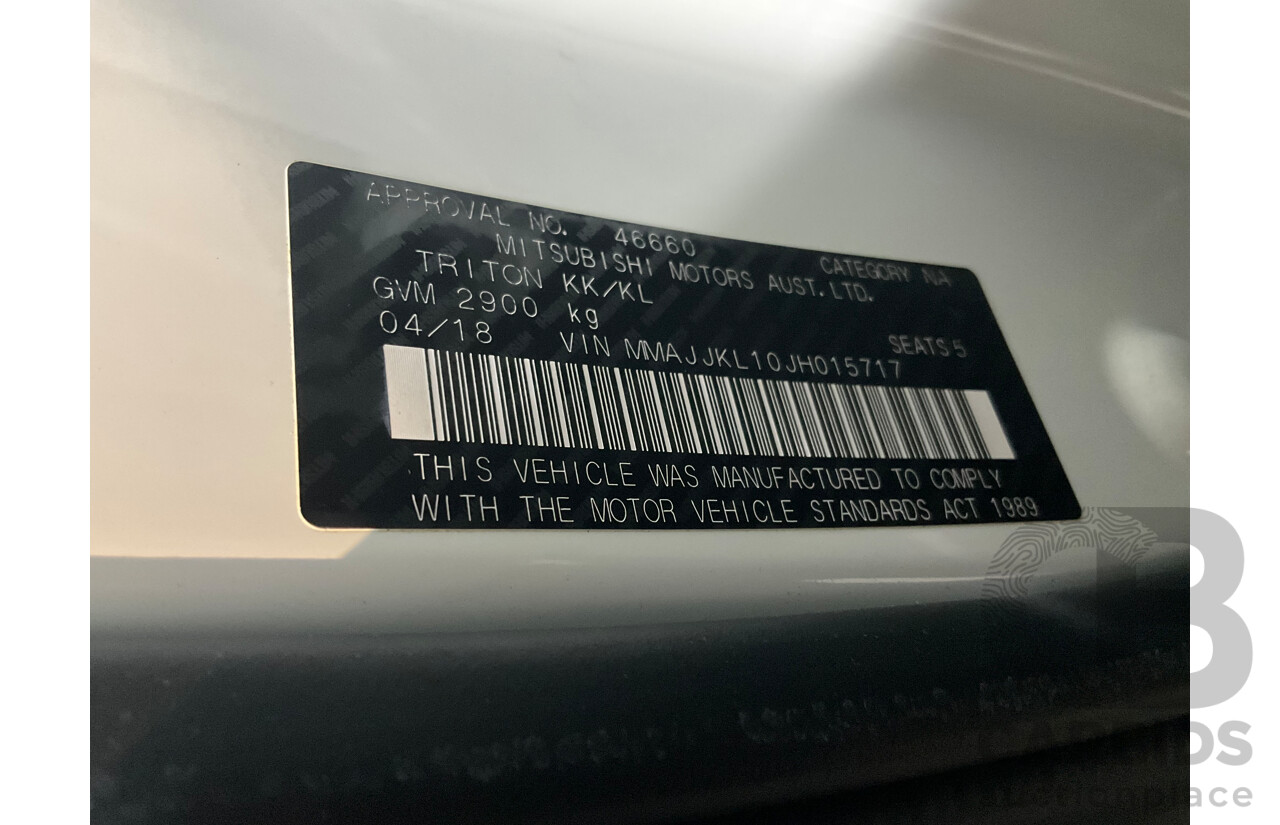 APPROVAL NO. 46660 CATEGORY NA
MITSUBISHI MOTORS AUST.LTD.
TRITON KK/KL
GVM 2900 kg SEATS 5
04/18 VIN MMAJJKL10JH015717
THIS VEHICLE WAS MANUFACTURED TO COMPLY
WITH THE MOTOR VEHICLE STANDARDS ACT 1989